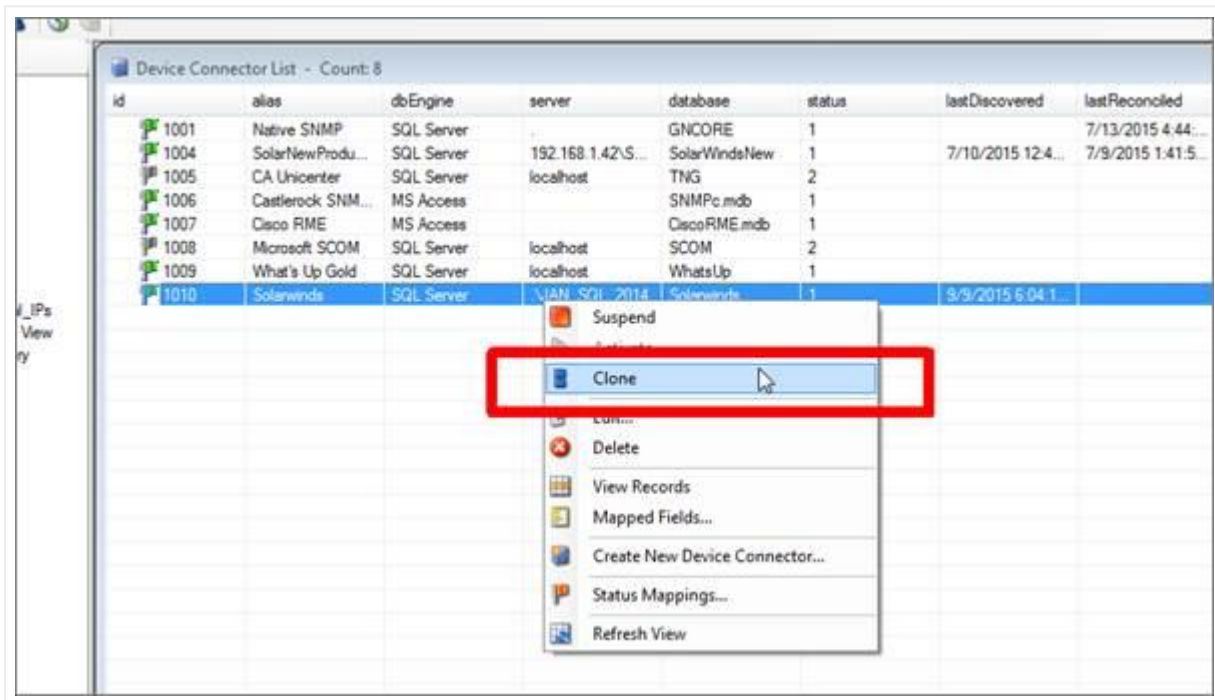 Device Connector List - Count: 8
id alias dbEngine server database status lastDiscovered lastReconciled
1001 Native SNMP SQL Server . GNCORE 1 7/13/2015 4:44:...
1004 SolarNewProdu... SQL Server 192.168.1.42\S... SolarWindsNew 1 7/10/2015 12:4... 7/9/2015 1:41:5...
1005 CA Unicenter SQL Server localhost TNG 2
1006 Castlerock SNM... MS Access SNMPc.mdb 1
1007 Cisco RME MS Access CiscoRME.mdb 1
1008 Microsoft SCOM SQL Server localhost SCOM 2
1009 What's Up Gold SQL Server localhost WhatsUp 1
1010 Solarwinds SQL Server .\JAN_SQL_2014 Solarwinds 1 9/9/2015 6:04:1...
_IPs
View
Suspend
Clone
Edit...
Delete
View Records
Mapped Fields...
Create New Device Connector...
Status Mappings...
Refresh View